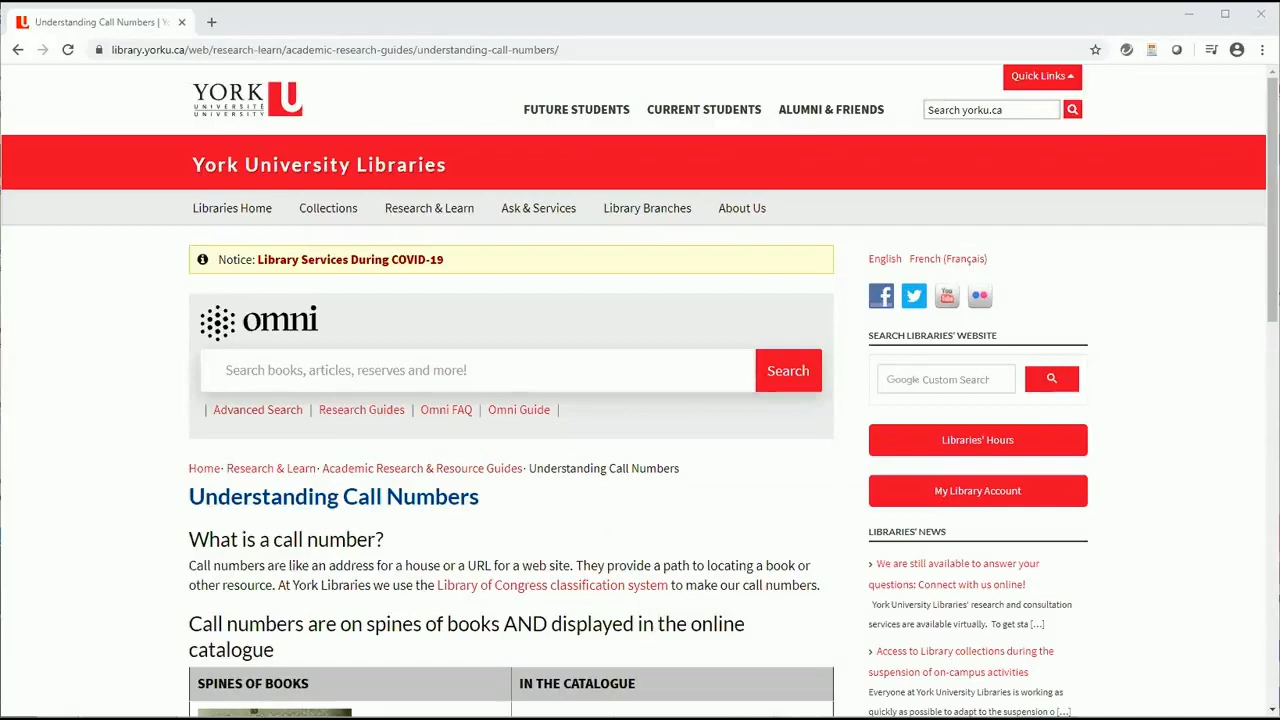 Understanding Call Numbers | Yo
library.yorku.ca/web/research-learn/academic-research-guides/understanding-call-numbers/
Quick Links
YORK U
UNIVERSITÉ
UNIVERSITY
FUTURE STUDENTS CURRENT STUDENTS ALUMNI & FRIENDS
Search yorku.ca
York University Libraries
Libraries Home Collections Research & Learn Ask & Services Library Branches About Us
Notice: Library Services During COVID-19
omni
Search books, articles, reserves and more! Search
| Advanced Search | Research Guides | Omni FAQ | Omni Guide |
Home· Research & Learn· Academic Research & Resource Guides· Understanding Call Numbers
Understanding Call Numbers
What is a call number?
Call numbers are like an address for a house or a URL for a web site. They provide a path to locating a book or
other resource. At York Libraries we use the Library of Congress classification system to make our call numbers.
Call numbers are on spines of books AND displayed in the online
catalogue
SPINES OF BOOKS IN THE CATALOGUE
English French (Français)
You
Tube
SEARCH LIBRARIES' WEBSITE
Google Custom Search
Libraries' Hours
My Library Account
LIBRARIES' NEWS
› We are still available to answer your
questions: Connect with us online!
York University Libraries' research and consultation
services are available virtually. To get sta [...]
› Access to Library collections during the
suspension of on-campus activities
Everyone at York University Libraries is working as
quickly as possible to adapt to the suspension o [...]